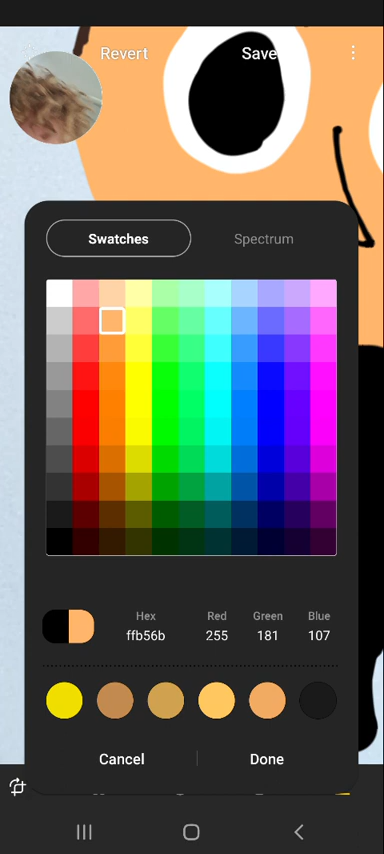 Revert Save
Swatches Spectrum
Hex Red Green Blue
ffb56b 255 181 107
Cancel Done